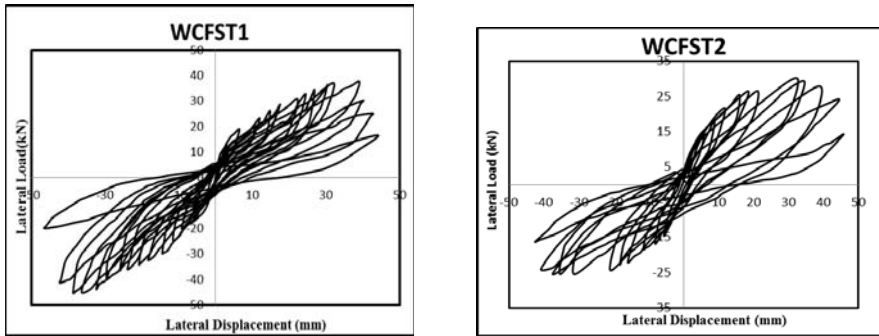 WCFST1
50
40
30
20
10
50 -30 -10 10 30 50
-10
-20
-30
-40
50
Lateral Load(kN)
Lateral Displacement (mm)
WCFST2
35
25
15
5
-50 -40 -30 -20 -10 0 10 20 30 40 50
-25
35
Lateral Load (kN)
Lateral Displacement (mm)